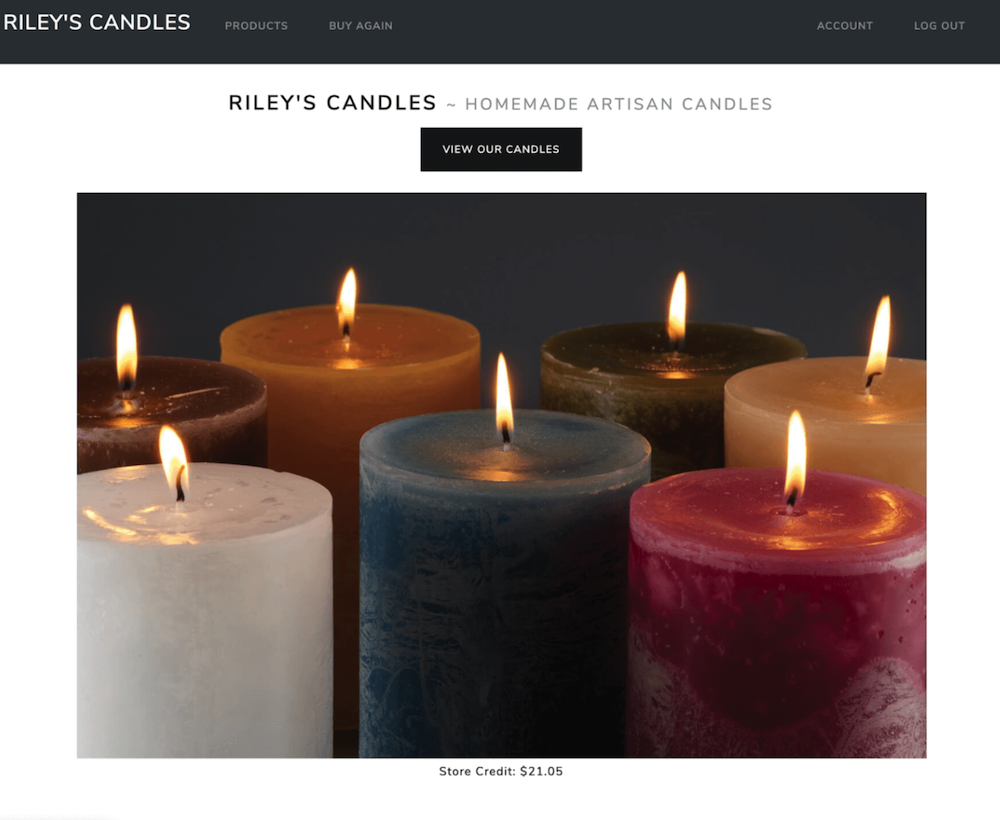 RILEY'S CANDLES PRODUCTS BUY AGAIN ACCOUNT LOG OUT
RILEY'S CANDLES ~ HOMEMADE ARTISAN CANDLES
VIEW OUR CANDLES
Store Credit: $21.05